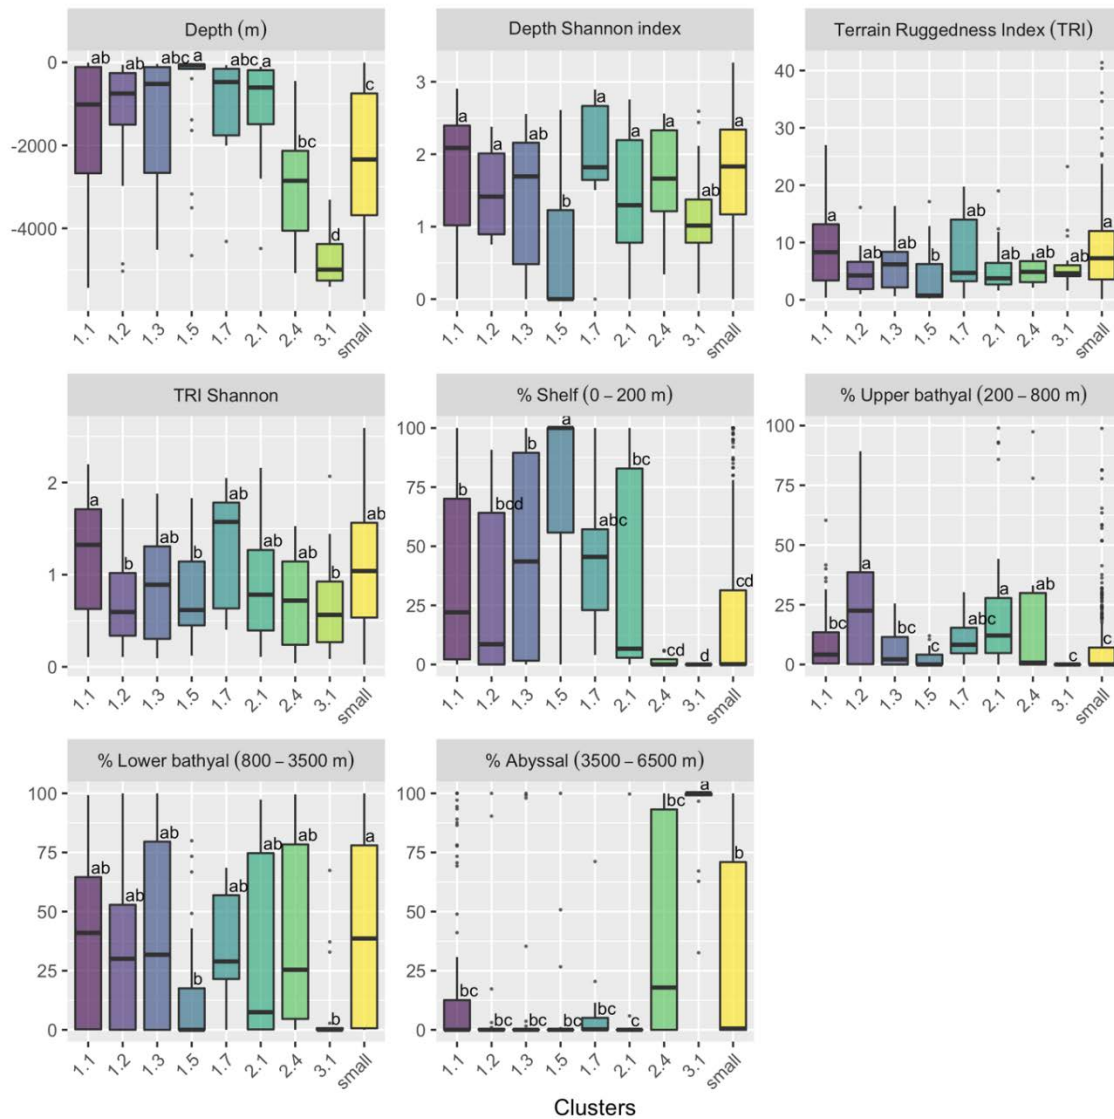 Depth (m)
Depth Shannon index
Terrain Ruggedness Index (TRI)
0
-2000
-4000
ab
ab
abc
a
abc
a
bc
d
c
1.1
1.2
1.3
1.5
1.7
2.1
2.4
3.1
small
3
2
1
0
a
a
ab
b
a
a
a
ab
a
1.1
1.2
1.3
1.5
1.7
2.1
2.4
3.1
small
40
30
20
10
0
a
ab
ab
b
ab
ab
ab
ab
a
1.1
1.2
1.3
1.5
1.7
2.1
2.4
3.1
small
TRI Shannon
% Shelf (0 – 200 m)
% Upper bathyal (200 – 800 m)
2
1
0
a
b
ab
b
ab
ab
ab
b
ab
1.1
1.2
1.3
1.5
1.7
2.1
2.4
3.1
small
100
75
50
25
0
b
bcd
b
a
abc
bc
cd
d
cd
1.1
1.2
1.3
1.5
1.7
2.1
2.4
3.1
small
100
75
50
25
0
bc
a
bc
c
abc
a
ab
c
c
1.1
1.2
1.3
1.5
1.7
2.1
2.4
3.1
small
% Lower bathyal (800 – 3500 m)
% Abyssal (3500 – 6500 m)
100
75
50
25
0
ab
ab
ab
b
ab
ab
ab
b
a
1.1
1.2
1.3
1.5
1.7
2.1
2.4
3.1
small
100
75
50
25
0
bc
bc
bc
bc
bc
c
bc
a
b
1.1
1.2
1.3
1.5
1.7
2.1
2.4
3.1
small
Clusters